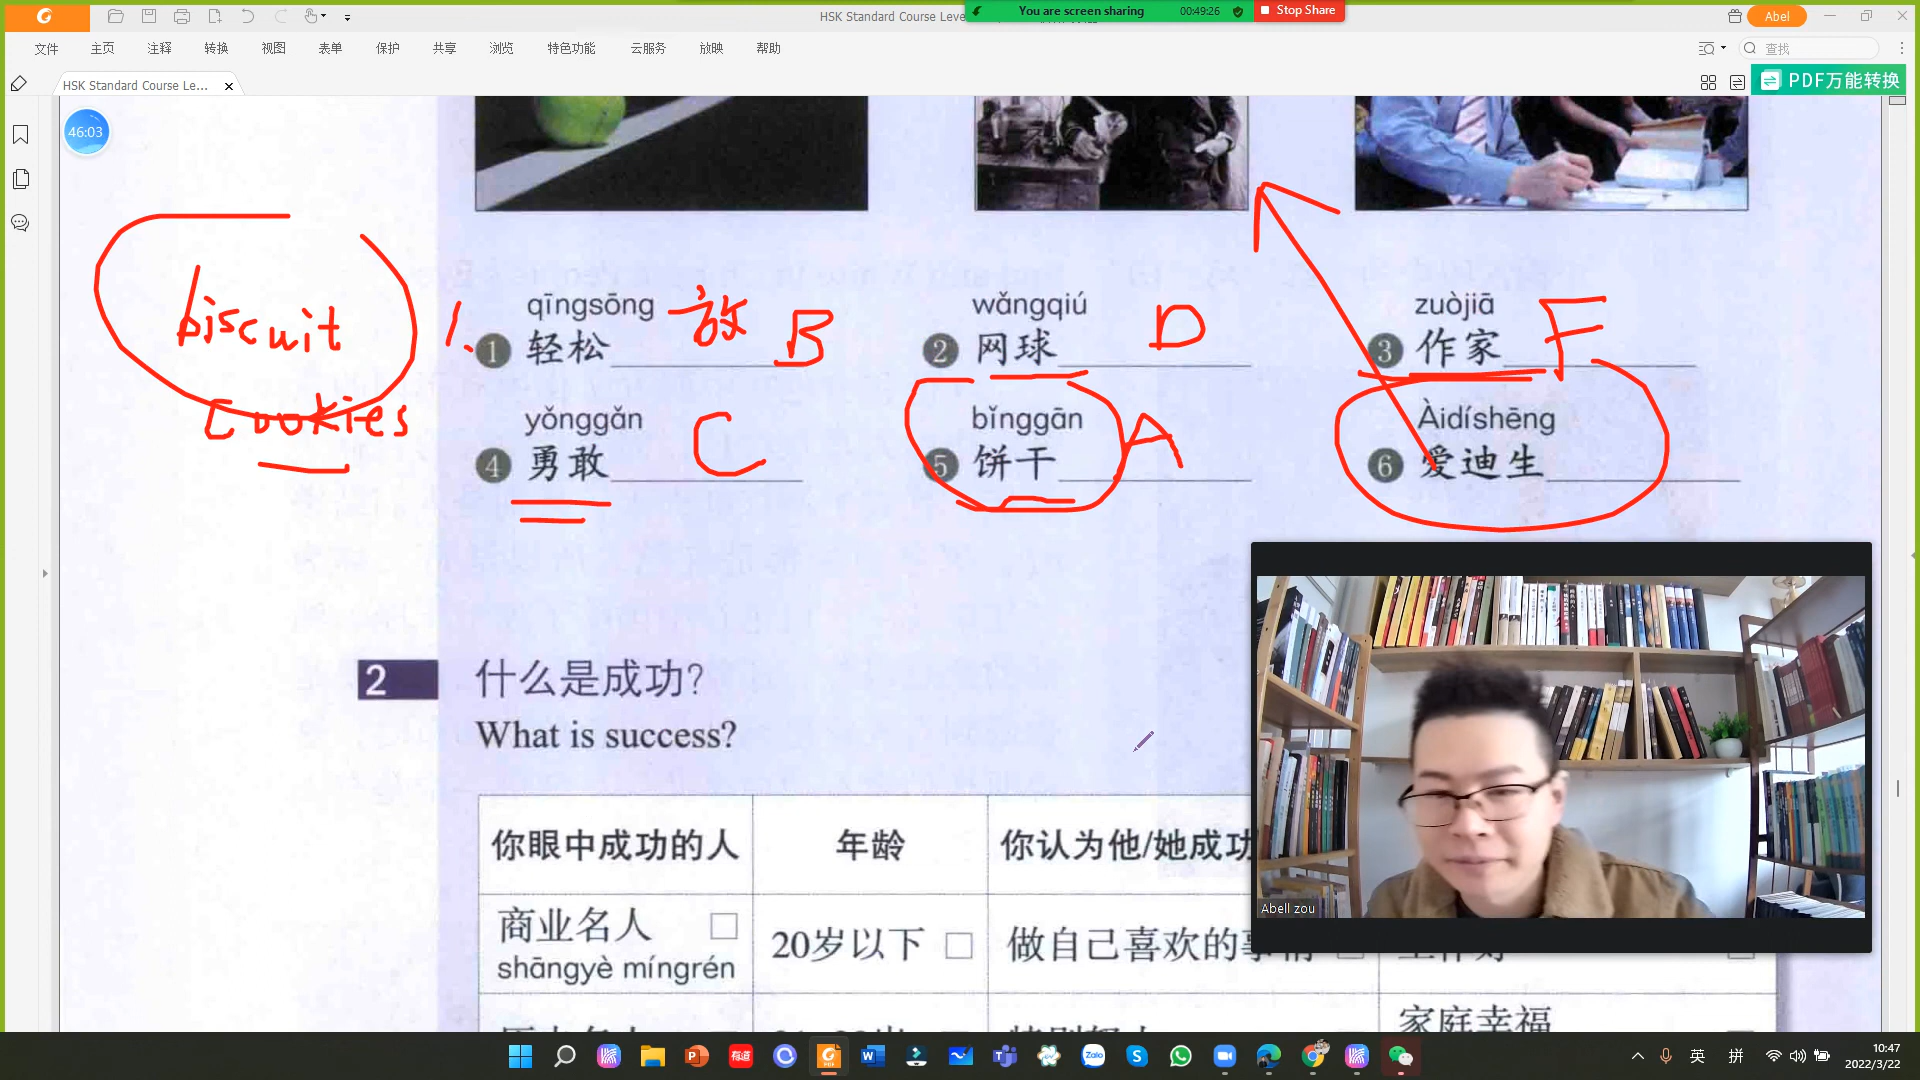 HSK Standard Course Leve
You are screen sharing
00:49:26
Stop Share
Abel
文件 主页 注释 转换 视图 表单 保护 共享 浏览 特色功能 云服务 放映 帮助
查找
HSK Standard Course Le...
PDF万能转换
46:03
biscuit
Cookies
1.
qīngsōng
1 轻松 放 B
wǎngqiú
2 网球 D
zuòjiā
3 作家 F
yǒnggǎn
4 勇敢 C
bǐnggān
5 饼干 A
Àidíshēng
6 爱迪生
2 什么是成功?
What is success?
你眼中成功的人 年龄 你认为他/她成功
商业名人
shāngyè míngrén
20岁以下
做自己喜欢的事情
家庭幸福
Abell zou
有道
Zalo
英 拼
10:47
2022/3/22